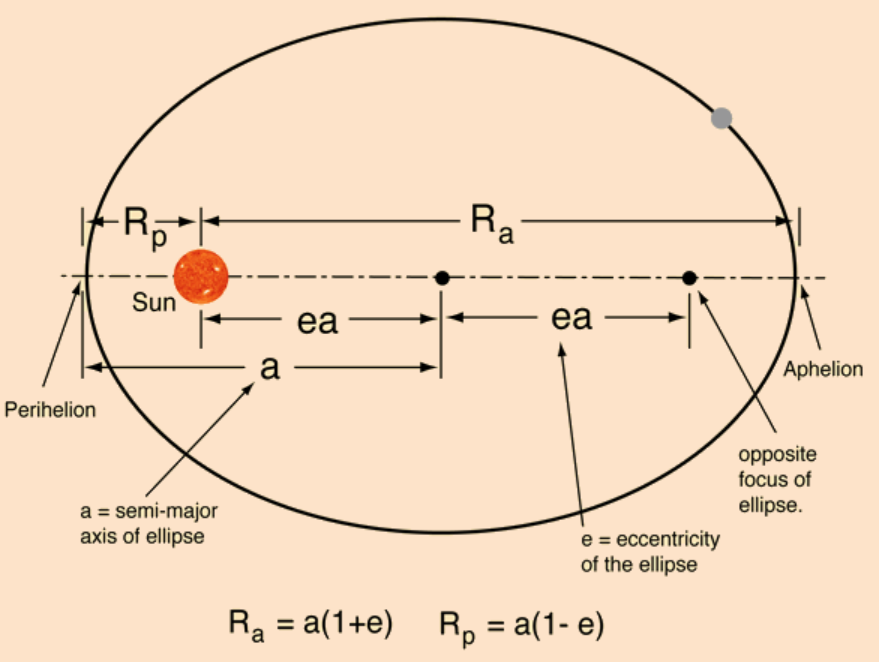 Rp
Ra
Sun
ea
ea
a
Aphelion
Perihelion
opposite
focus of
ellipse.
a = semi-major
axis of ellipse
e = eccentricity
of the ellipse
Ra = a(1+e) Rp = a(1- e)